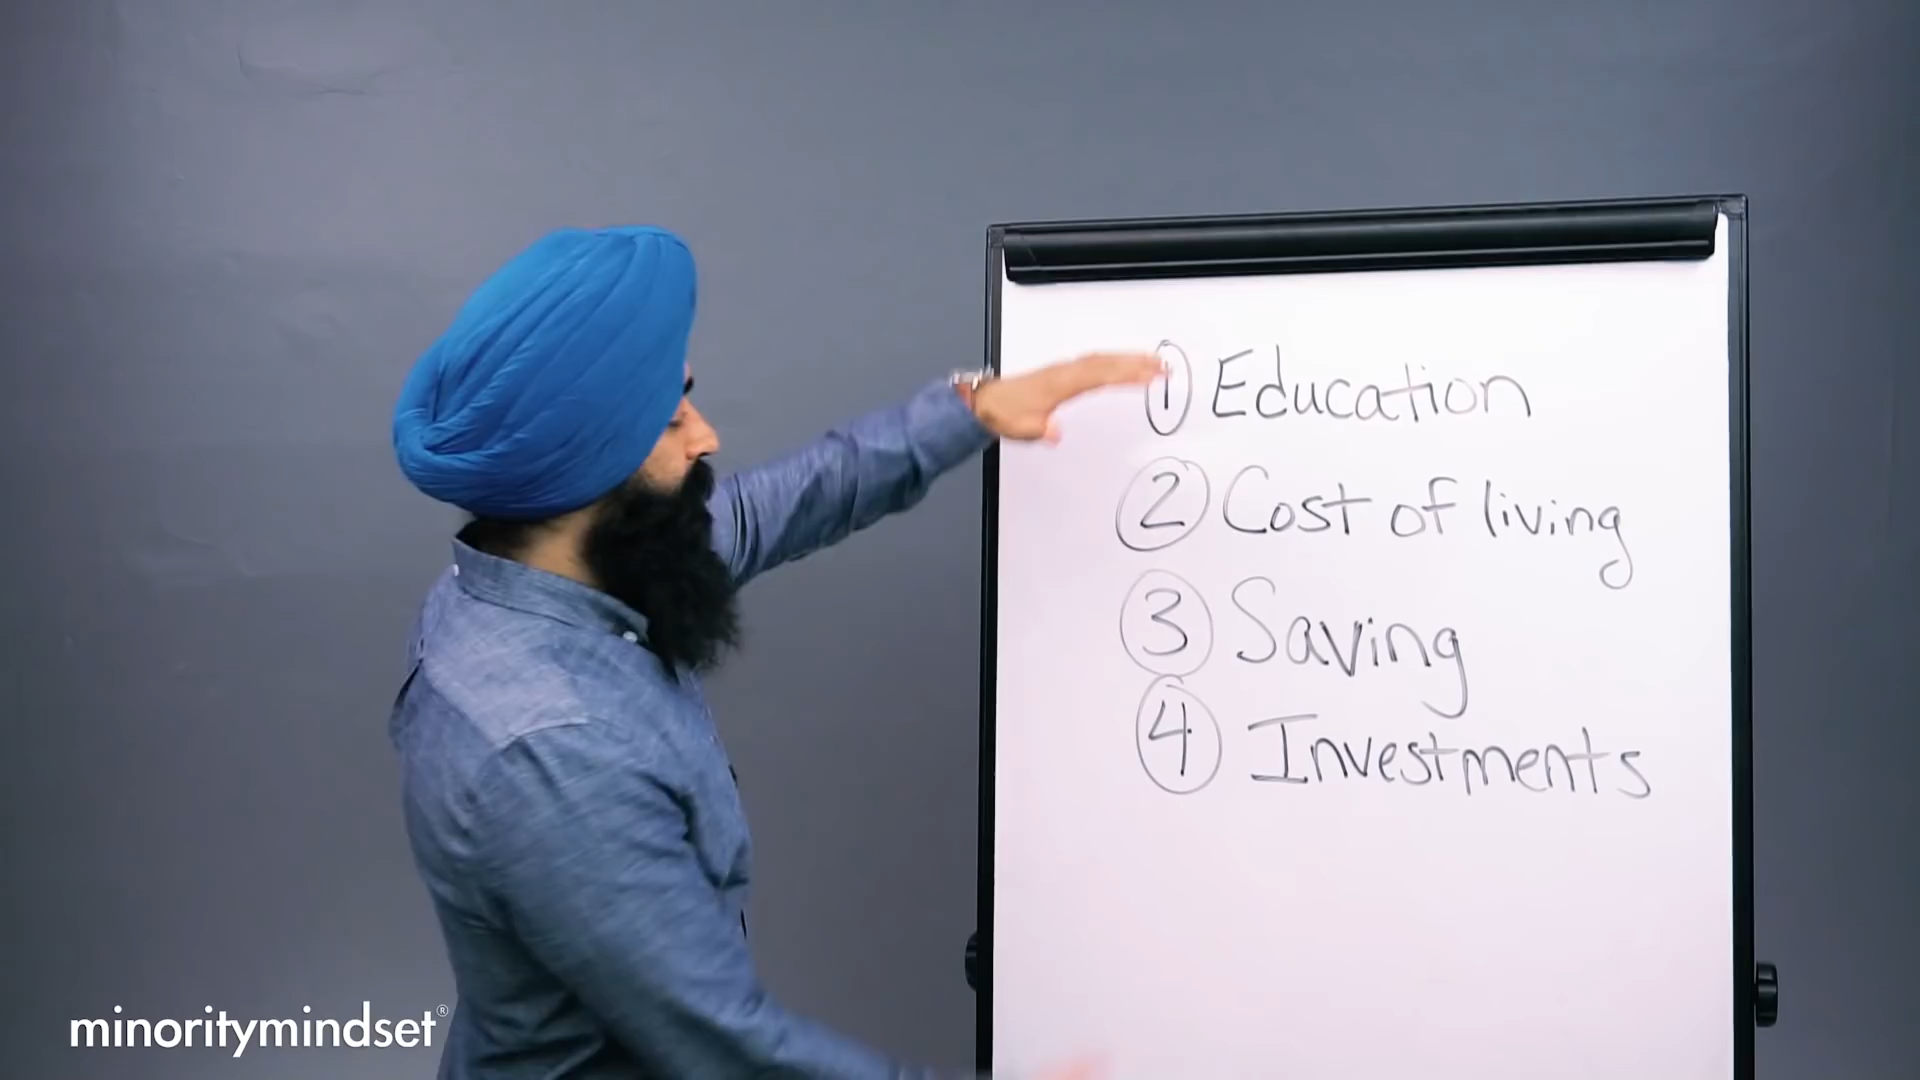 ① Education
② Cost of living
③ Saving
④ Investments
minoritymindset®